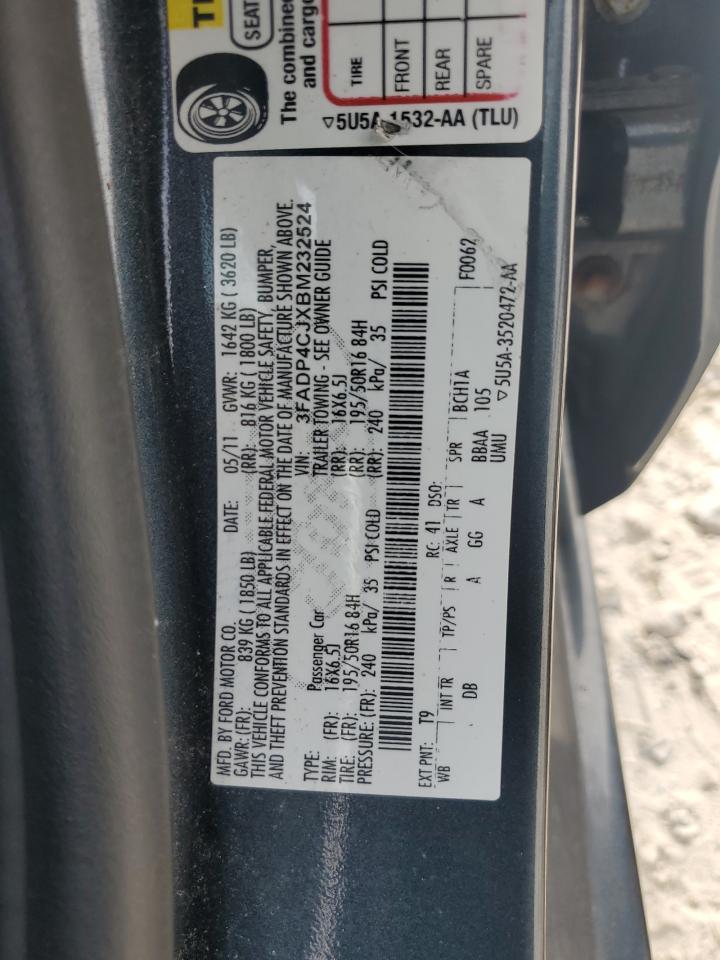 TI
SEAT
The combined
and cargo
TIRE
FRONT
REAR
SPARE
▽5U5A-1532-AA (TLU)
MFD. BY FORD MOTOR CO. DATE: 05/11 GVWR: 1642 KG ( 3620 LB)
GAWR: (FR): 839 KG (1850 LB) (RR): 816 KG (1800 LB)
THIS VEHICLE CONFORMS TO ALL APPLICABLE FEDERAL MOTOR VEHICLE SAFETY, BUMPER,
AND THEFT PREVENTION STANDARDS IN EFFECT ON THE DATE OF MANUFACTURE SHOWN ABOVE.
VIN: 3FADP4CJXBM232524
TYPE: Passenger Car TRAILER TOWING - SEE OWNER GUIDE
RIM: (FR): 16X6.5J (RR): 16X6.5J
TIRE: (FR): 195/50R16 84H (RR): 195/50R16 84H
PRESSURE: (FR): 240 kPa/ 35 PSI COLD (RR): 240 kPa/ 35 PSI COLD
EXT PNT: T9 RC: 41 DSO: F0062
WB INT TR TP/PS R AXLE TR SPR BCH1A
DB A GG A BBAA 105
UMU
▽5U5A-3520472-AA